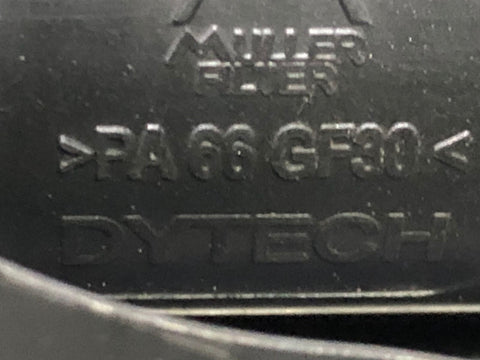 MULLER
FILTER
>PA 66 GF30<
DYTECH